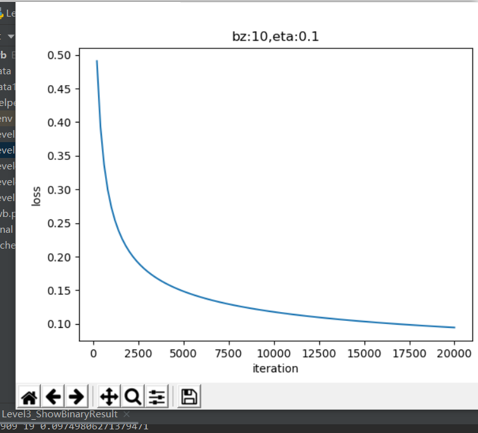 Le
bz:10,eta:0.1
0.50
0.45
0.40
0.35
0.30
0.25
0.20
0.15
0.10
loss
0 2500 5000 7500 10000 12500 15000 17500 20000
iteration
ata
ata1
elpe
env
evel
evel
evel
evel
evel
vb.p
nal
che
Level3_ShowBinaryResult ×
909 19 0.09749806271379471